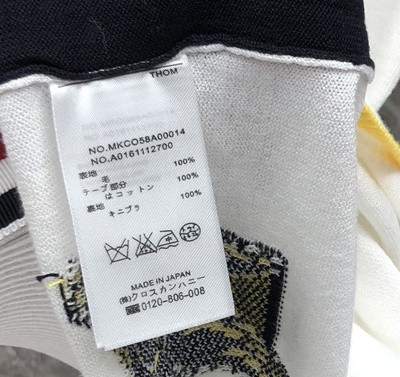 THOM
NO.MKCO58A00014
NO.A0161112700
表地 毛 100%
テープ部分
はコットン 100%
裏地 キニプラ 100%
MADE IN JAPAN
(株)クロスカンハニー
0120-806-008